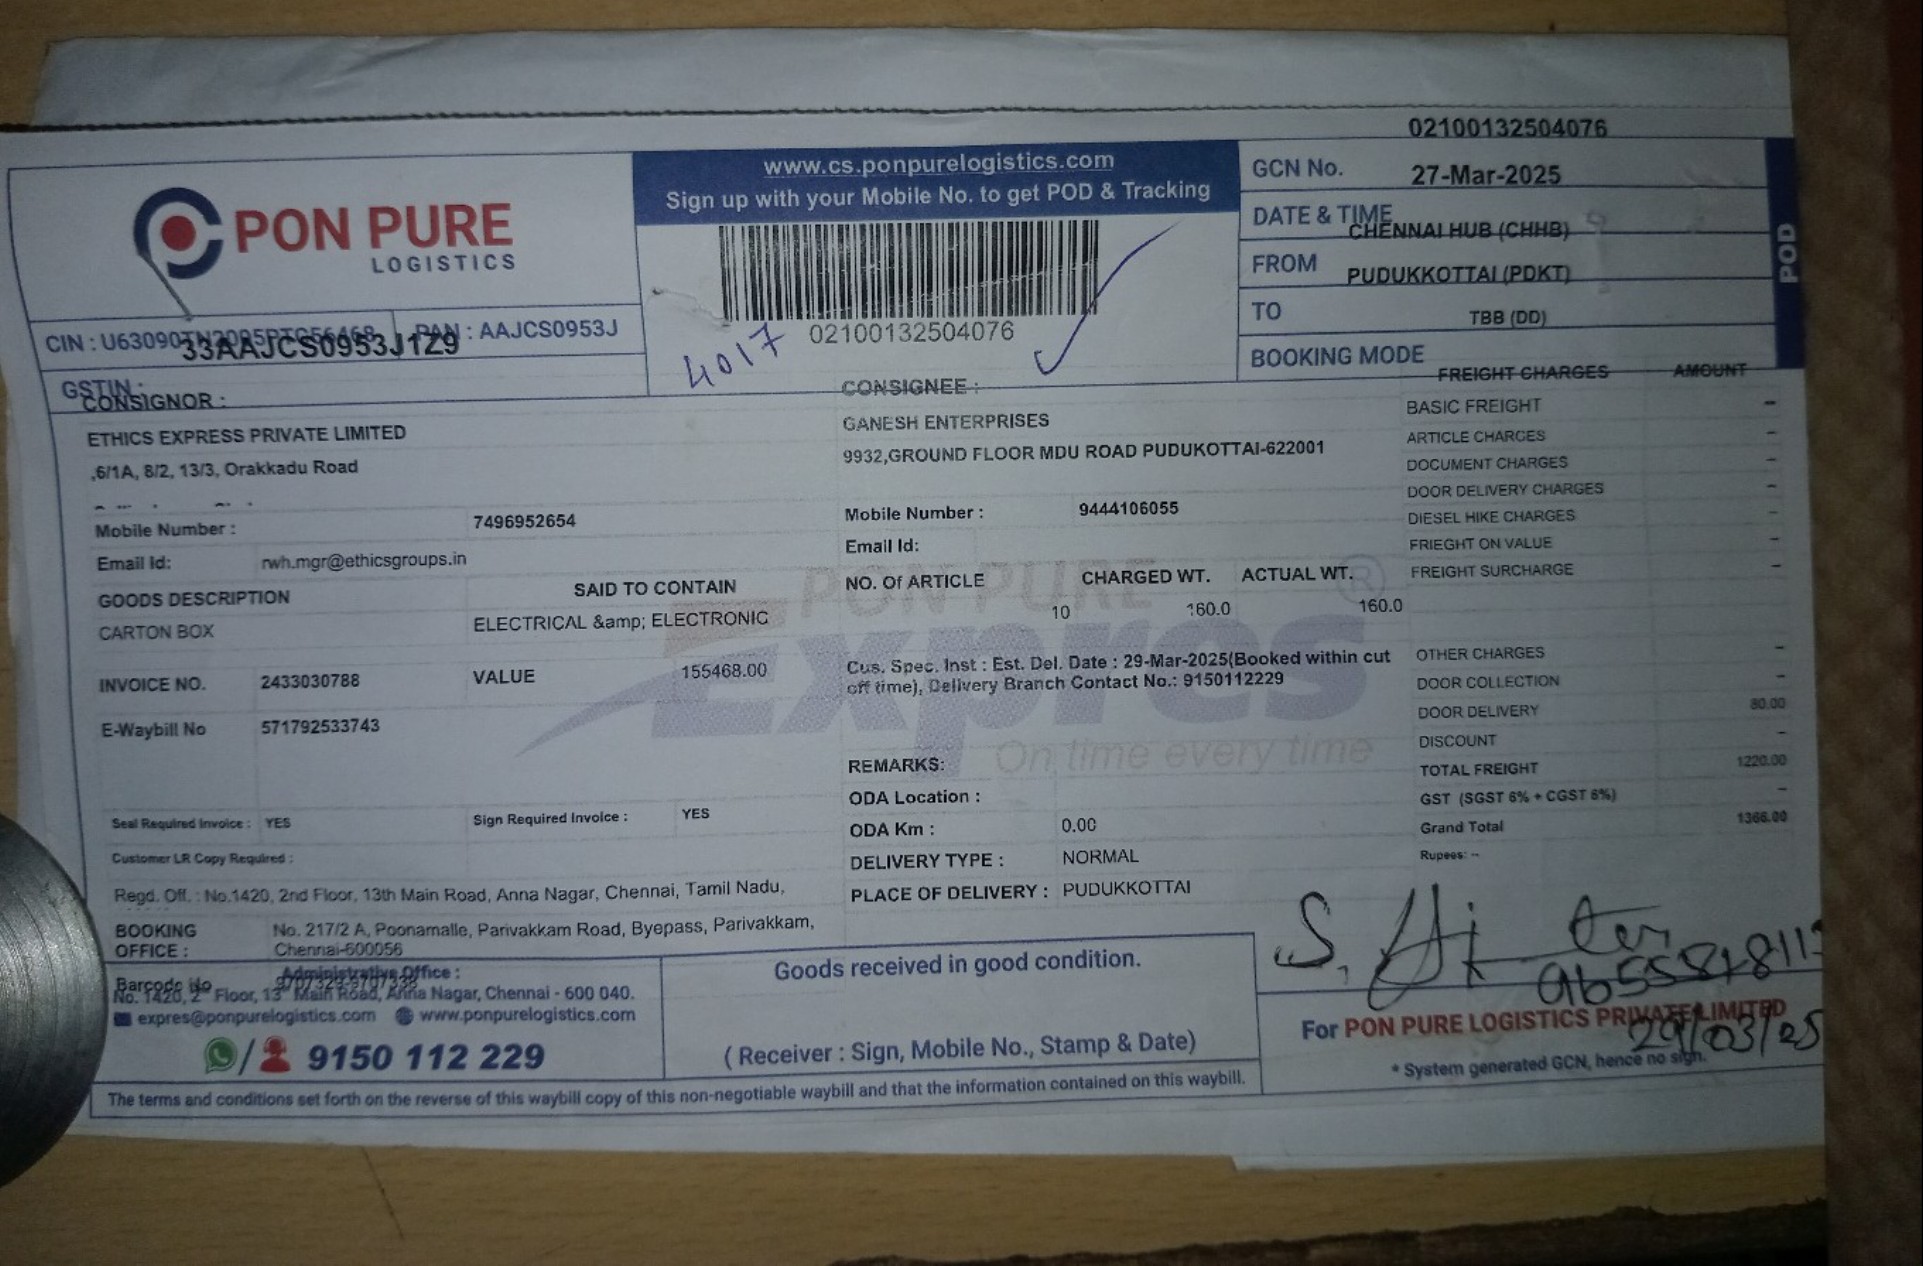 02100132504076
PON PURE
LOGISTICS
www.cs.ponpurelogistics.com
Sign up with your Mobile No. to get POD & Tracking
GCN No.
27-Mar-2025
DATE & TIME
CHENNAI HUB (CHHB)
FROM
PUDUKKOTTAI (PDKT)
TO
TBB (DD)
BOOKING MODE
POD
02100132504076
4017
PAN : AAJCS0953J
33AAJCS0953J1Z9
GSTIN :
CONSIGNOR :
ETHICS EXPRESS PRIVATE LIMITED
,6/1A, 8/2, 13/3, Orakkadu Road
Mobile Number : 7496952654
Email Id: rwh.mgr@ethicsgroups.in
GOODS DESCRIPTION SAID TO CONTAIN
CARTON BOX ELECTRICAL &amp; ELECTRONIC
INVOICE NO. 2433030788 VALUE 155468.00
E-Waybill No 571792533743
Seal Required Invoice : YES Sign Required Invoice : YES
Customer LR Copy Required :
Regd. Off. : No.1420, 2nd Floor, 13th Main Road, Anna Nagar, Chennai, Tamil Nadu,
BOOKING OFFICE : No. 217/2 A, Poonamalle, Parivakkam Road, Byepass, Parivakkam,
Chennai-600056
CONSIGNEE :
GANESH ENTERPRISES
9932,GROUND FLOOR MDU ROAD PUDUKOTTAI-622001
Mobile Number : 9444106055
Email Id:
NO. Of ARTICLE CHARGED WT. ACTUAL WT.
10 160.0 160.0
PON PURE
Expres
On time every time
Cus. Spec. Inst : Est. Del. Date : 29-Mar-2025(Booked within cut
off time), Delivery Branch Contact No.: 9150112229
REMARKS:
ODA Location :
ODA Km : 0.00
DELIVERY TYPE : NORMAL
PLACE OF DELIVERY : PUDUKKOTTAI
FREIGHT CHARGES AMOUNT
BASIC FREIGHT -
ARTICLE CHARGES -
DOCUMENT CHARGES -
DOOR DELIVERY CHARGES -
DIESEL HIKE CHARGES -
FRIEGHT ON VALUE -
FREIGHT SURCHARGE -
OTHER CHARGES -
DOOR COLLECTION -
DOOR DELIVERY 80.00
DISCOUNT -
TOTAL FREIGHT 1220.00
GST (SGST 6% + CGST 6%) -
Grand Total 1366.00
Rupees: --
Barcode No
Administrative Office :
No. 1420, 2nd Floor, 13th Main Road, Anna Nagar, Chennai - 600 040.
expres@ponpurelogistics.com www.ponpurelogistics.com
/ 9150 112 229
Goods received in good condition.
( Receiver : Sign, Mobile No., Stamp & Date)
For PON PURE LOGISTICS PRIVATE LIMITED
29/03/25
* System generated GCN, hence no sign.
The terms and conditions set forth on the reverse of this waybill copy of this non-negotiable waybill and that the information contained on this waybill.